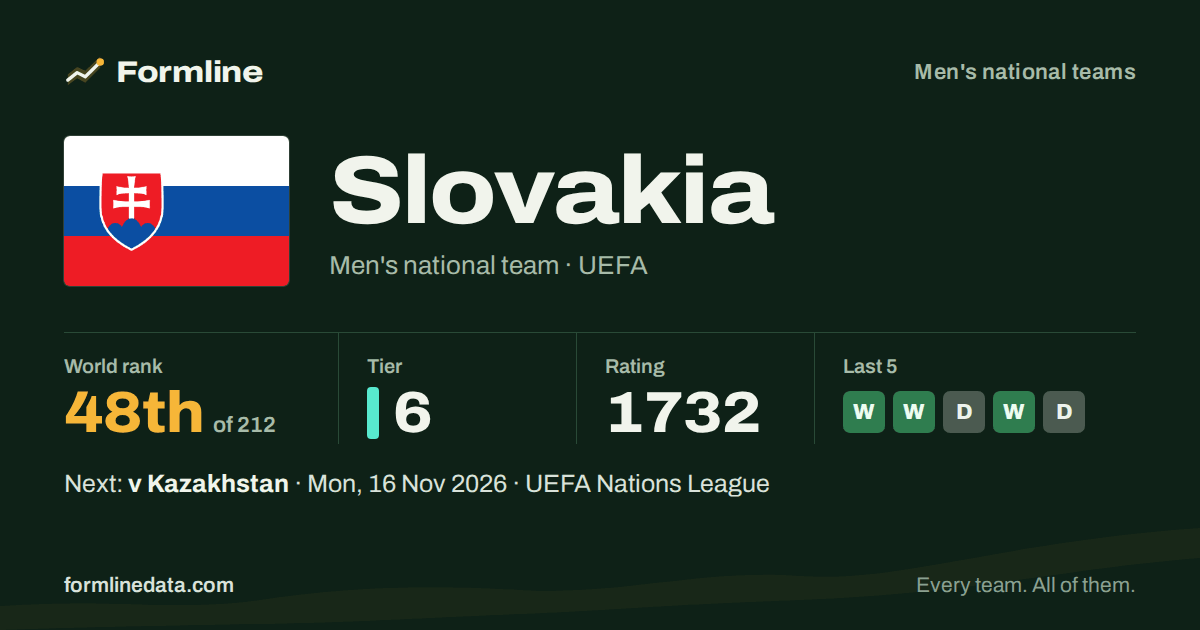 Formline
Men's national teams
Slovakia
Men's national team · UEFA
World rank
48th of 212
Tier
6
Rating
1732
Last 5
W W D W D
Next: v Kazakhstan · Mon, 16 Nov 2026 · UEFA Nations League
formlinedata.com
Every team. All of them.